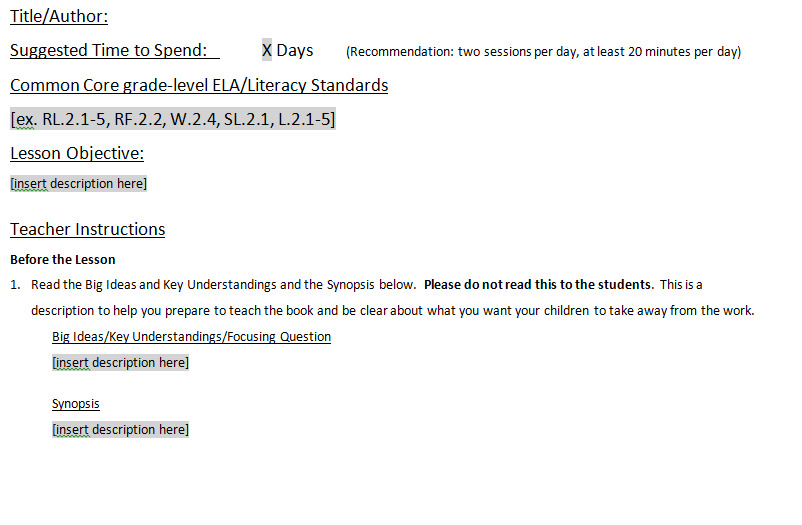 Title/Author:
Suggested Time to Spend: X Days (Recommendation: two sessions per day, at least 20 minutes per day)
Common Core grade-level ELA/Literacy Standards
[ex. RL.2.1-5, RF.2.2, W.2.4, SL.2.1, L.2.1-5]
Lesson Objective:
[insert description here]
Teacher Instructions
Before the Lesson
1. Read the Big Ideas and Key Understandings and the Synopsis below. Please do not read this to the students. This is a
description to help you prepare to teach the book and be clear about what you want your children to take away from the work.
Big Ideas/Key Understandings/Focusing Question
[insert description here]
Synopsis
[insert description here]